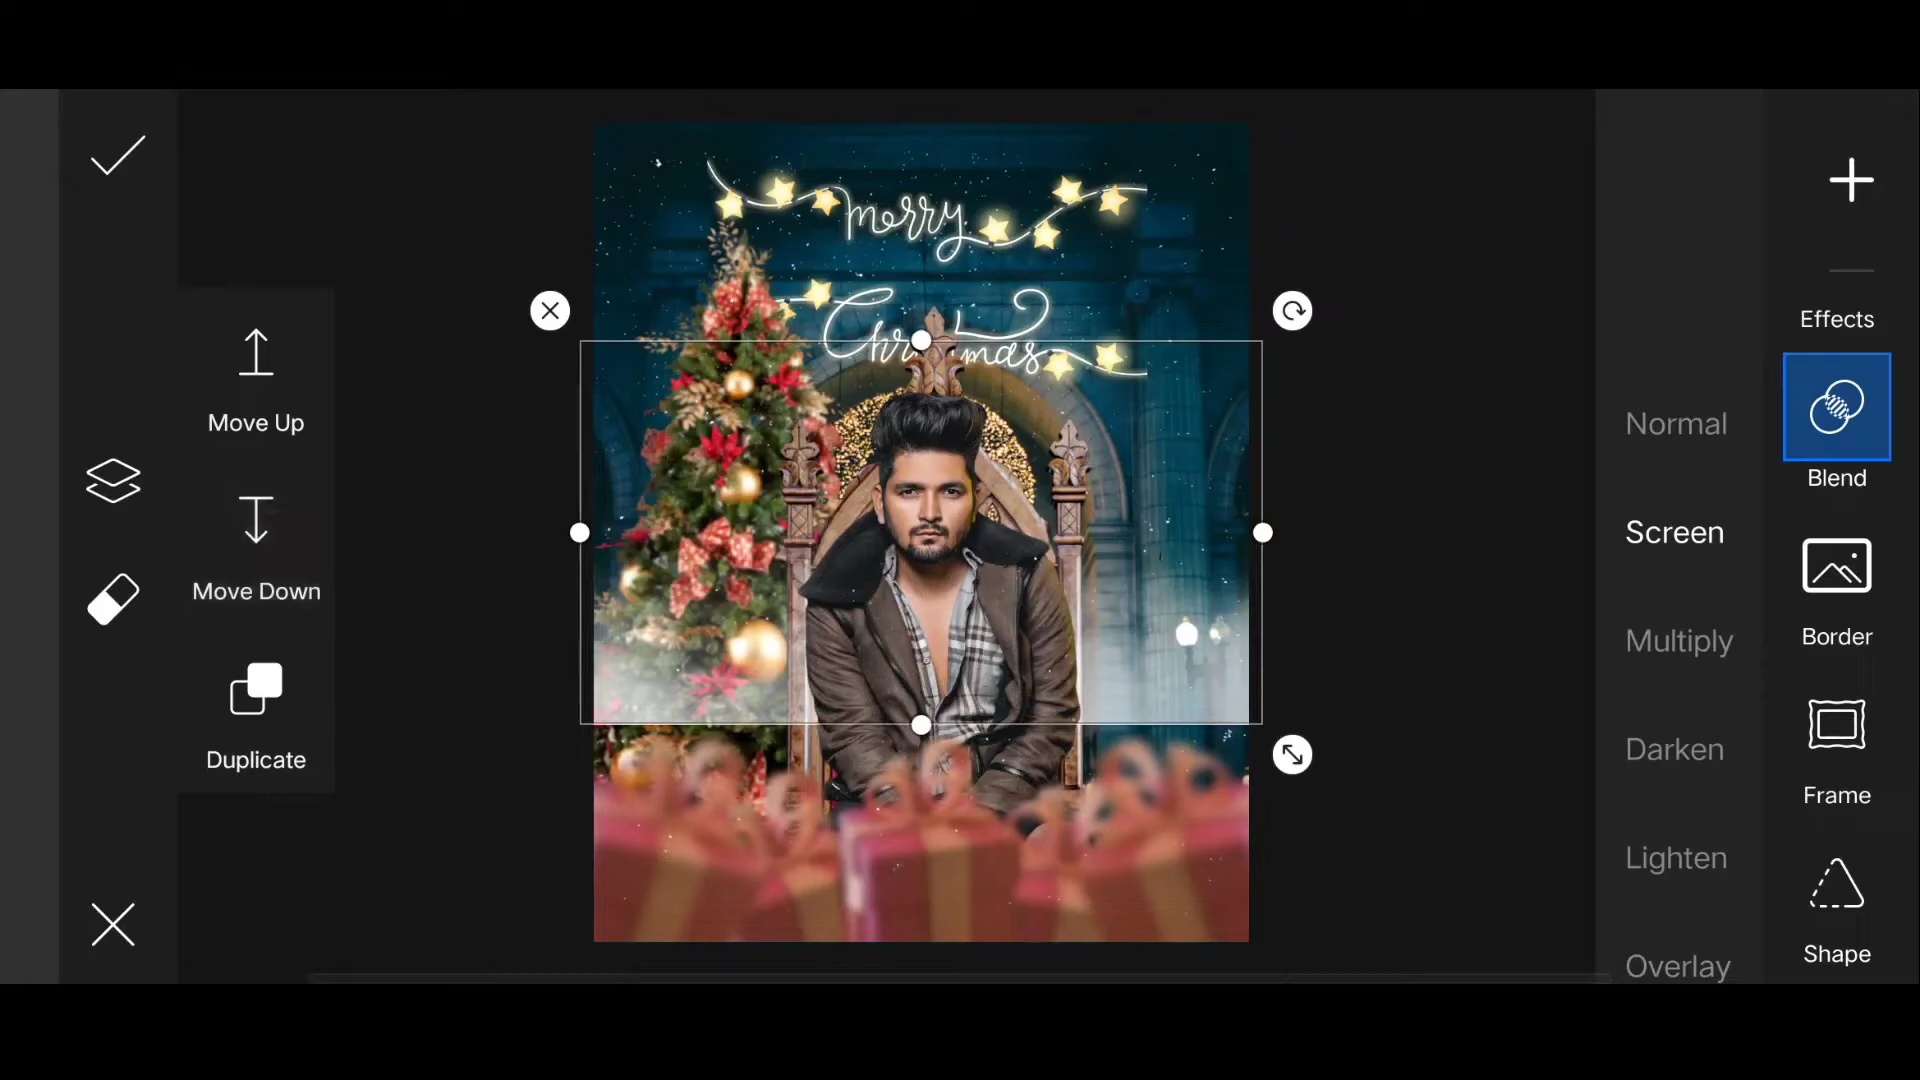 merry
Christmas
Move Up
Move Down
Duplicate
Normal
Screen
Multiply
Darken
Lighten
Overlay
Effects
Blend
Border
Frame
Shape